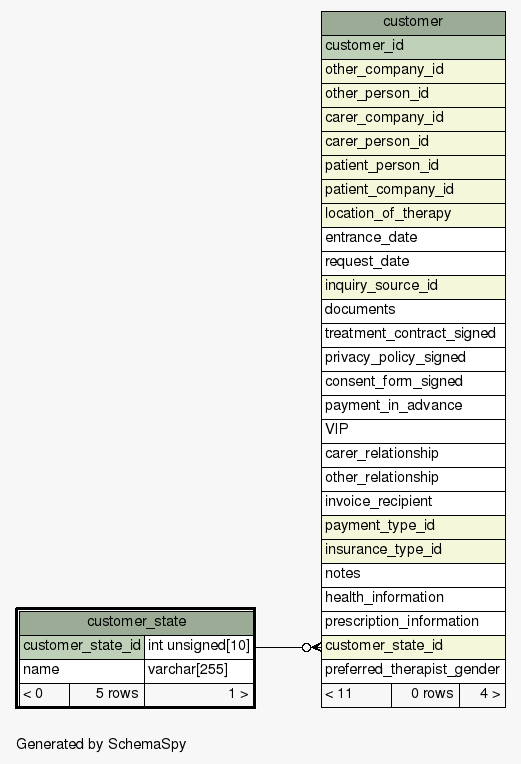 customer
customer_id
other_company_id
other_person_id
carer_company_id
carer_person_id
patient_person_id
patient_company_id
location_of_therapy
entrance_date
request_date
inquiry_source_id
documents
treatment_contract_signed
privacy_policy_signed
consent_form_signed
payment_in_advance
VIP
carer_relationship
other_relationship
invoice_recipient
payment_type_id
insurance_type_id
notes
health_information
prescription_information
customer_state_id
preferred_therapist_gender
< 11 0 rows 4 >
customer_state
customer_state_id int unsigned[10]
name varchar[255]
< 0 5 rows 1 >
Generated by SchemaSpy